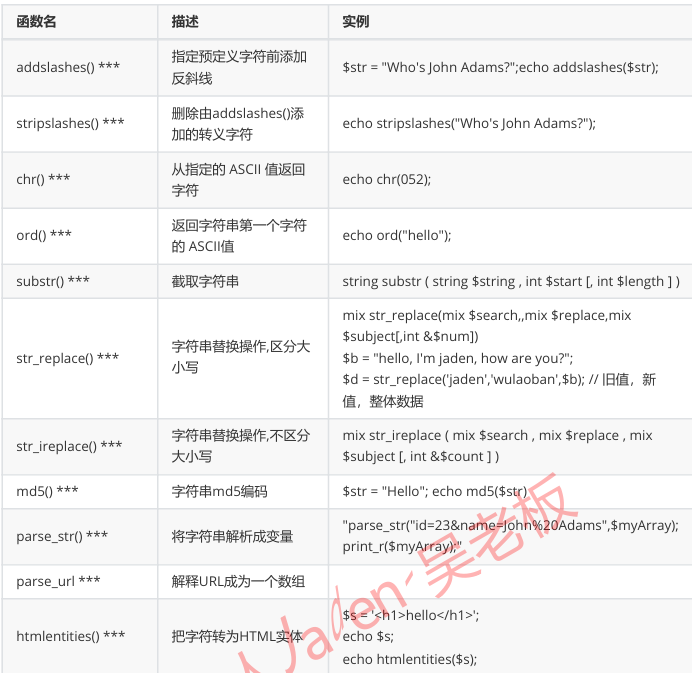 函数名 描述 实例
addslashes() *** 指定预定义字符前添加 $str = "Who's John Adams?";echo addslashes($str);
反斜线
stripslashes() *** 删除由addslashes()添 echo stripslashes("Who's John Adams?");
加的转义字符
chr() *** 从指定的 ASCII 值返回 echo chr(052);
字符
ord() *** 返回字符串第一个字符 echo ord("hello");
的 ASCII值
substr() *** 截取字符串 string substr ( string $string , int $start [, int $length ] )
str_replace() *** 字符串替换操作,区分大
小写
mix str_replace(mix $search,,mix $replace,mix
$subject[,int &$num])
$b = "hello, I'm jaden, how are you?";
$d = str_replace('jaden','wulaoban',$b); // 旧值，新
值，整体数据
str_ireplace() *** 字符串替换操作,不区分 mix str_ireplace ( mix $search , mix $replace , mix
大小写 $subject [, int &$count ] )
md5() *** 字符串md5编码 $str = "Hello"; echo md5($str)
parse_str() *** 将字符串解析成变量 "parse_str("id=23&name=John%20Adams",$myArray);
print_r($myArray);"
parse_url *** 解释URL成为一个数组
htmlentities() *** 把字符转为HTML实体
$s = '<h1>hello</h1>';
echo $s;
echo htmlentities($s);
Jaden-吴老板